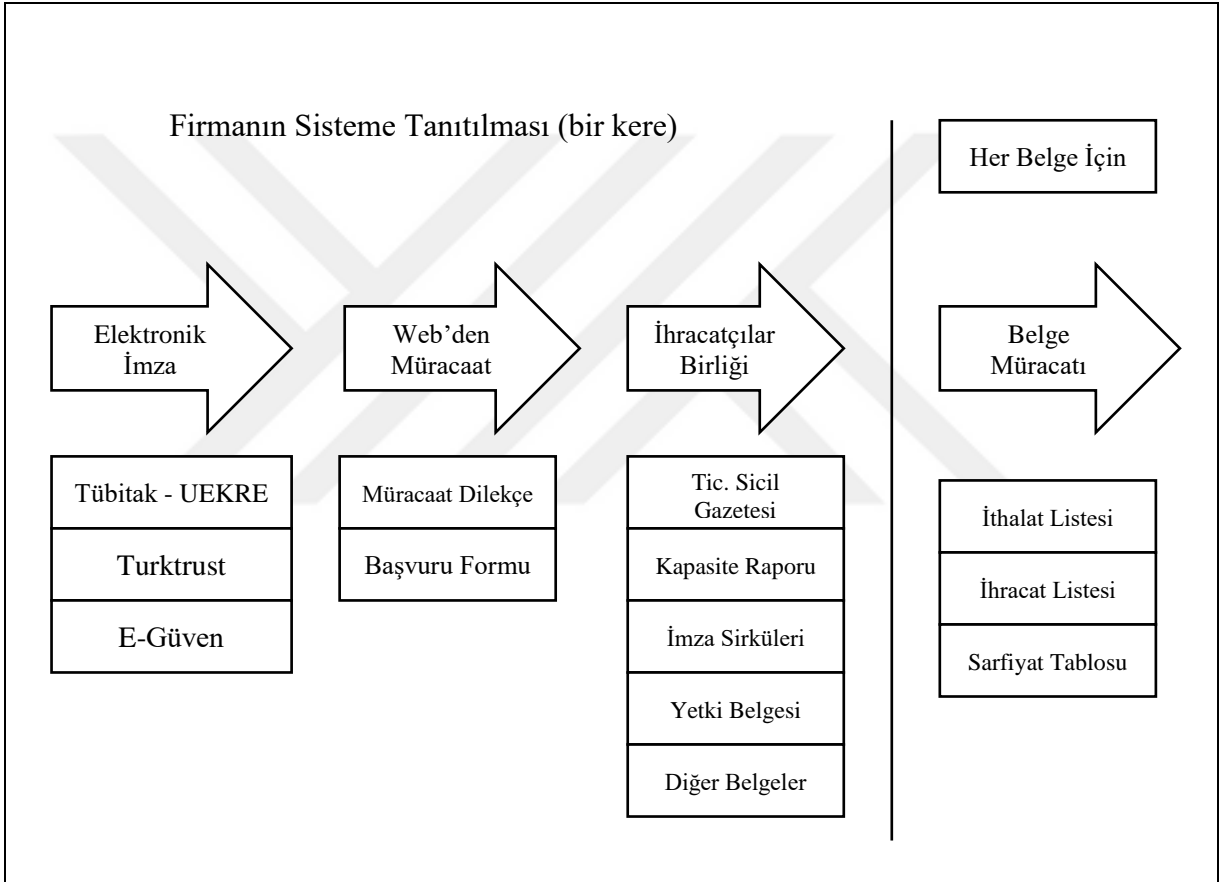 Firmanın Sisteme Tanıtılması (bir kere)
Her Belge İçin
Elektronik
İmza
Web’den
Müracaat
İhracatçılar
Birliği
Belge
Müracatı
Tübitak - UEKRE
Turktrust
E-Güven
Müracaat Dilekçe
Başvuru Formu
Tic. Sicil
Gazetesi
Kapasite Raporu
İmza Sirküleri
Yetki Belgesi
Diğer Belgeler
İthalat Listesi
İhracat Listesi
Sarfiyat Tablosu